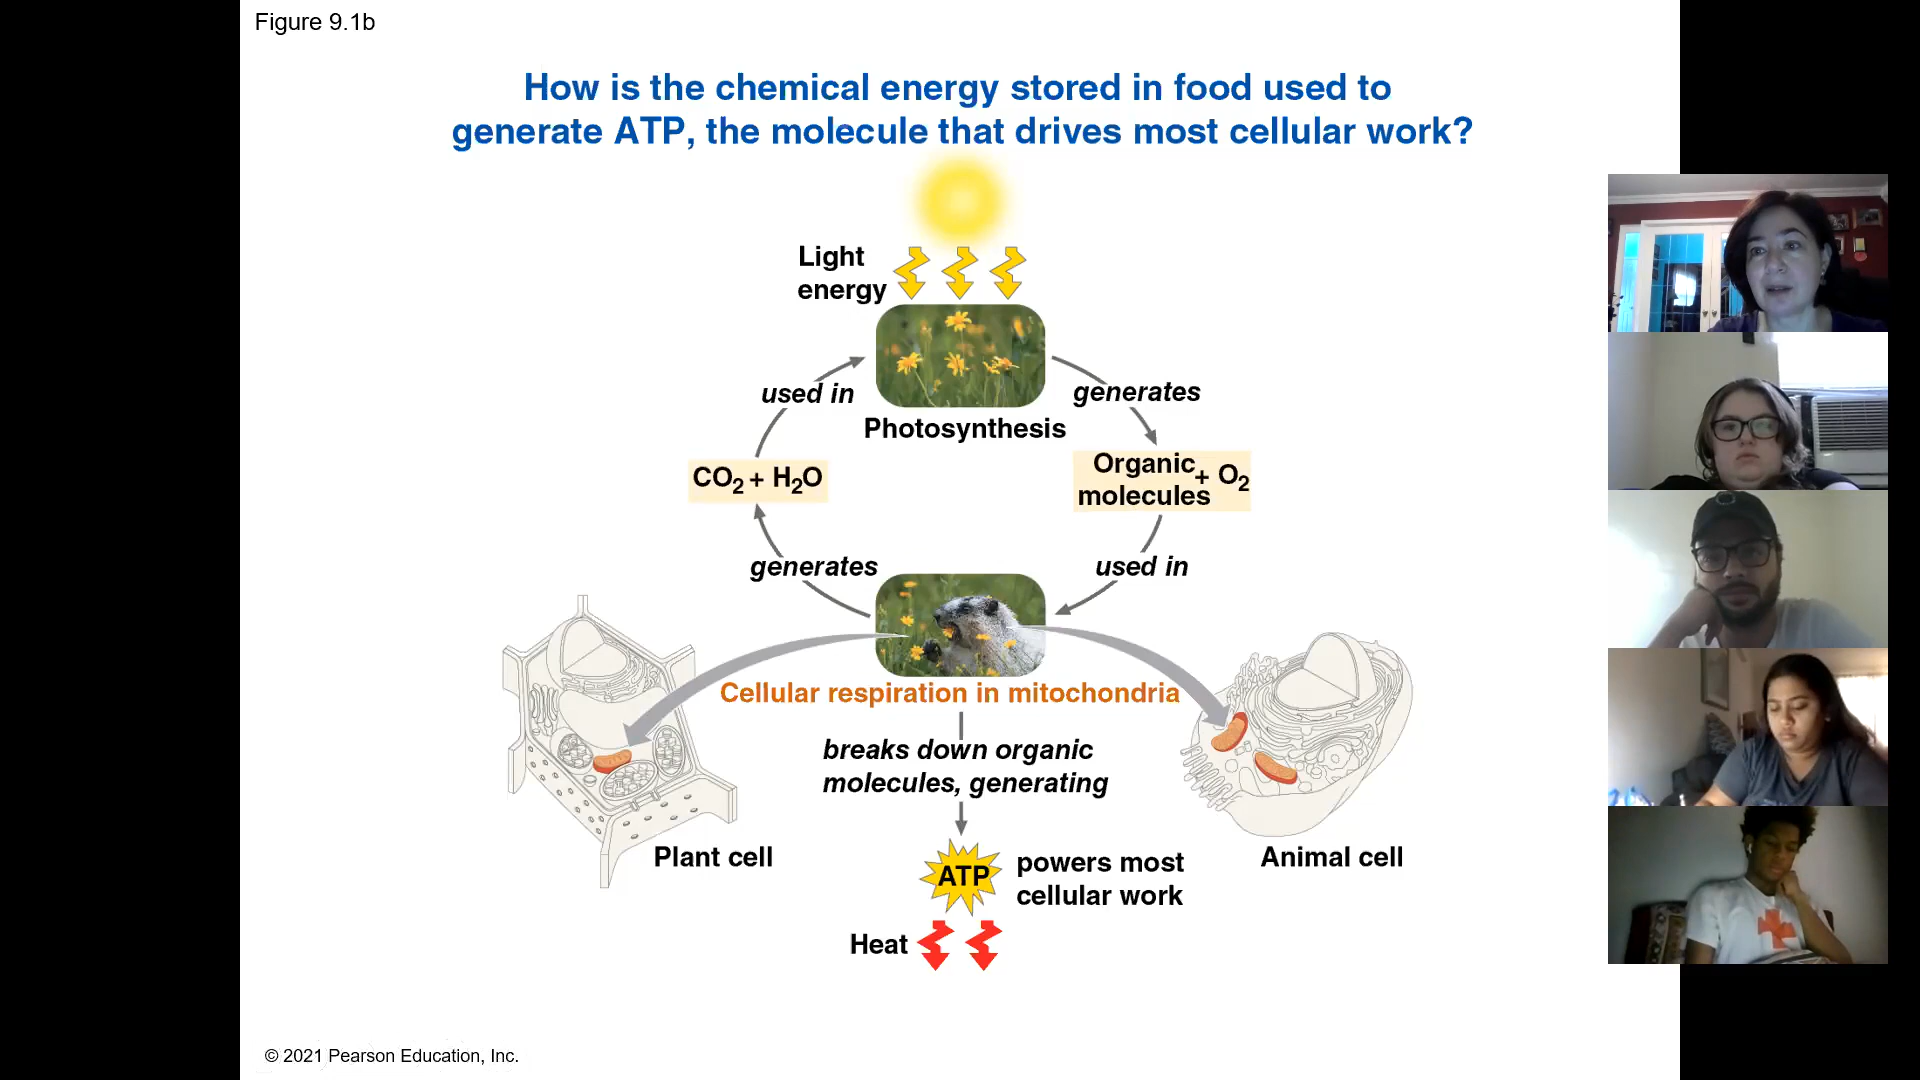 Figure 9.1b
How is the chemical energy stored in food used to
generate ATP, the molecule that drives most cellular work?
Light
energy
used in
generates
Photosynthesis
CO2 + H2O
Organic + O2
molecules
generates
used in
Cellular respiration in mitochondria
breaks down organic
molecules, generating
Plant cell
ATP
powers most
cellular work
Animal cell
Heat
© 2021 Pearson Education, Inc.